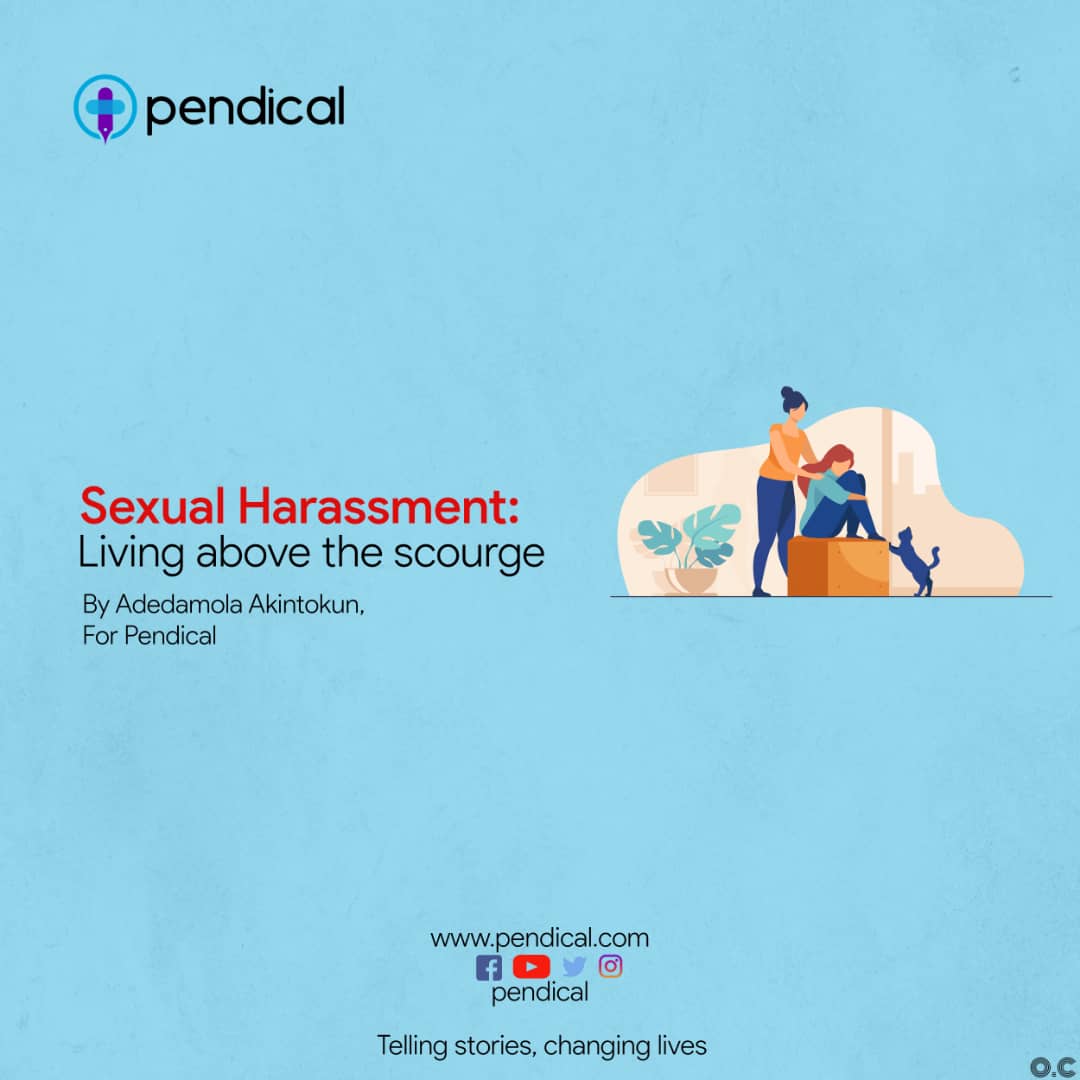 pendical
Sexual Harassment:
Living above the scourge
By Adedamola Akintokun,
For Pendical
www.pendical.com
pendical
Telling stories, changing lives
O.C